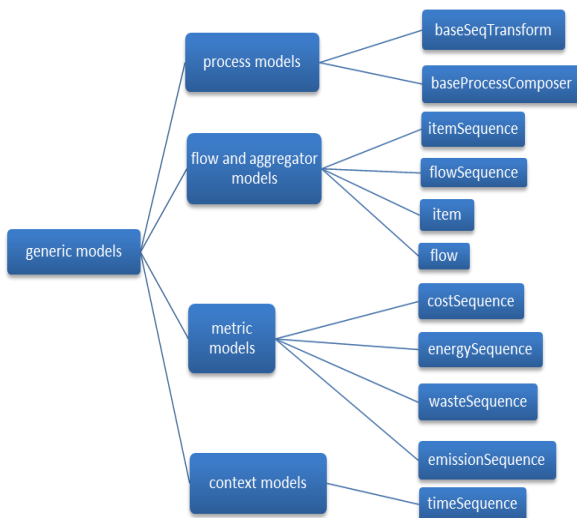 generic models
process models
baseSeqTransform
baseProcessComposer
flow and aggregator
models
itemSequence
flowSequence
item
flow
metric
models
costSequence
energySequence
wasteSequence
emissionSequence
context models
timeSequence